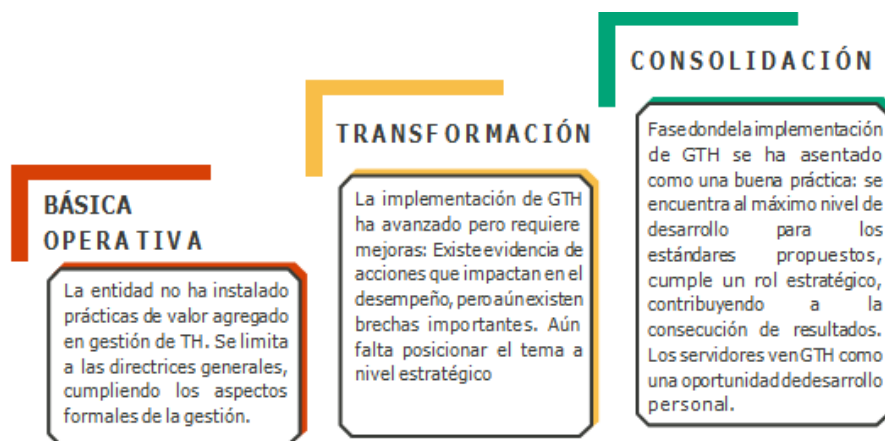 BÁSICA
OPERATIVA
La entidad no ha instalado
prácticas de valor agregado
en gestión de TH. Se limita
a las directrices generales,
cumpliendo los aspectos
formales de la gestión.
TRANSFORMACIÓN
La implementación de GTH
ha avanzado pero requiere
mejoras: Existe evidencia de
acciones que impactan en el
desempeño, pero aún existen
brechas importantes. Aún
falta posicionar el tema a
nivel estratégico
CONSOLIDACIÓN
Fase donde la implementación
de GTH se ha asentado
como una buena práctica: se
encuentra al máximo nivel de
desarrollo para los
estándares propuestos,
cumple un rol estratégico,
contribuyendo a la
consecución de resultados.
Los servidores ven GTH como
una oportunidad de desarrollo
personal.